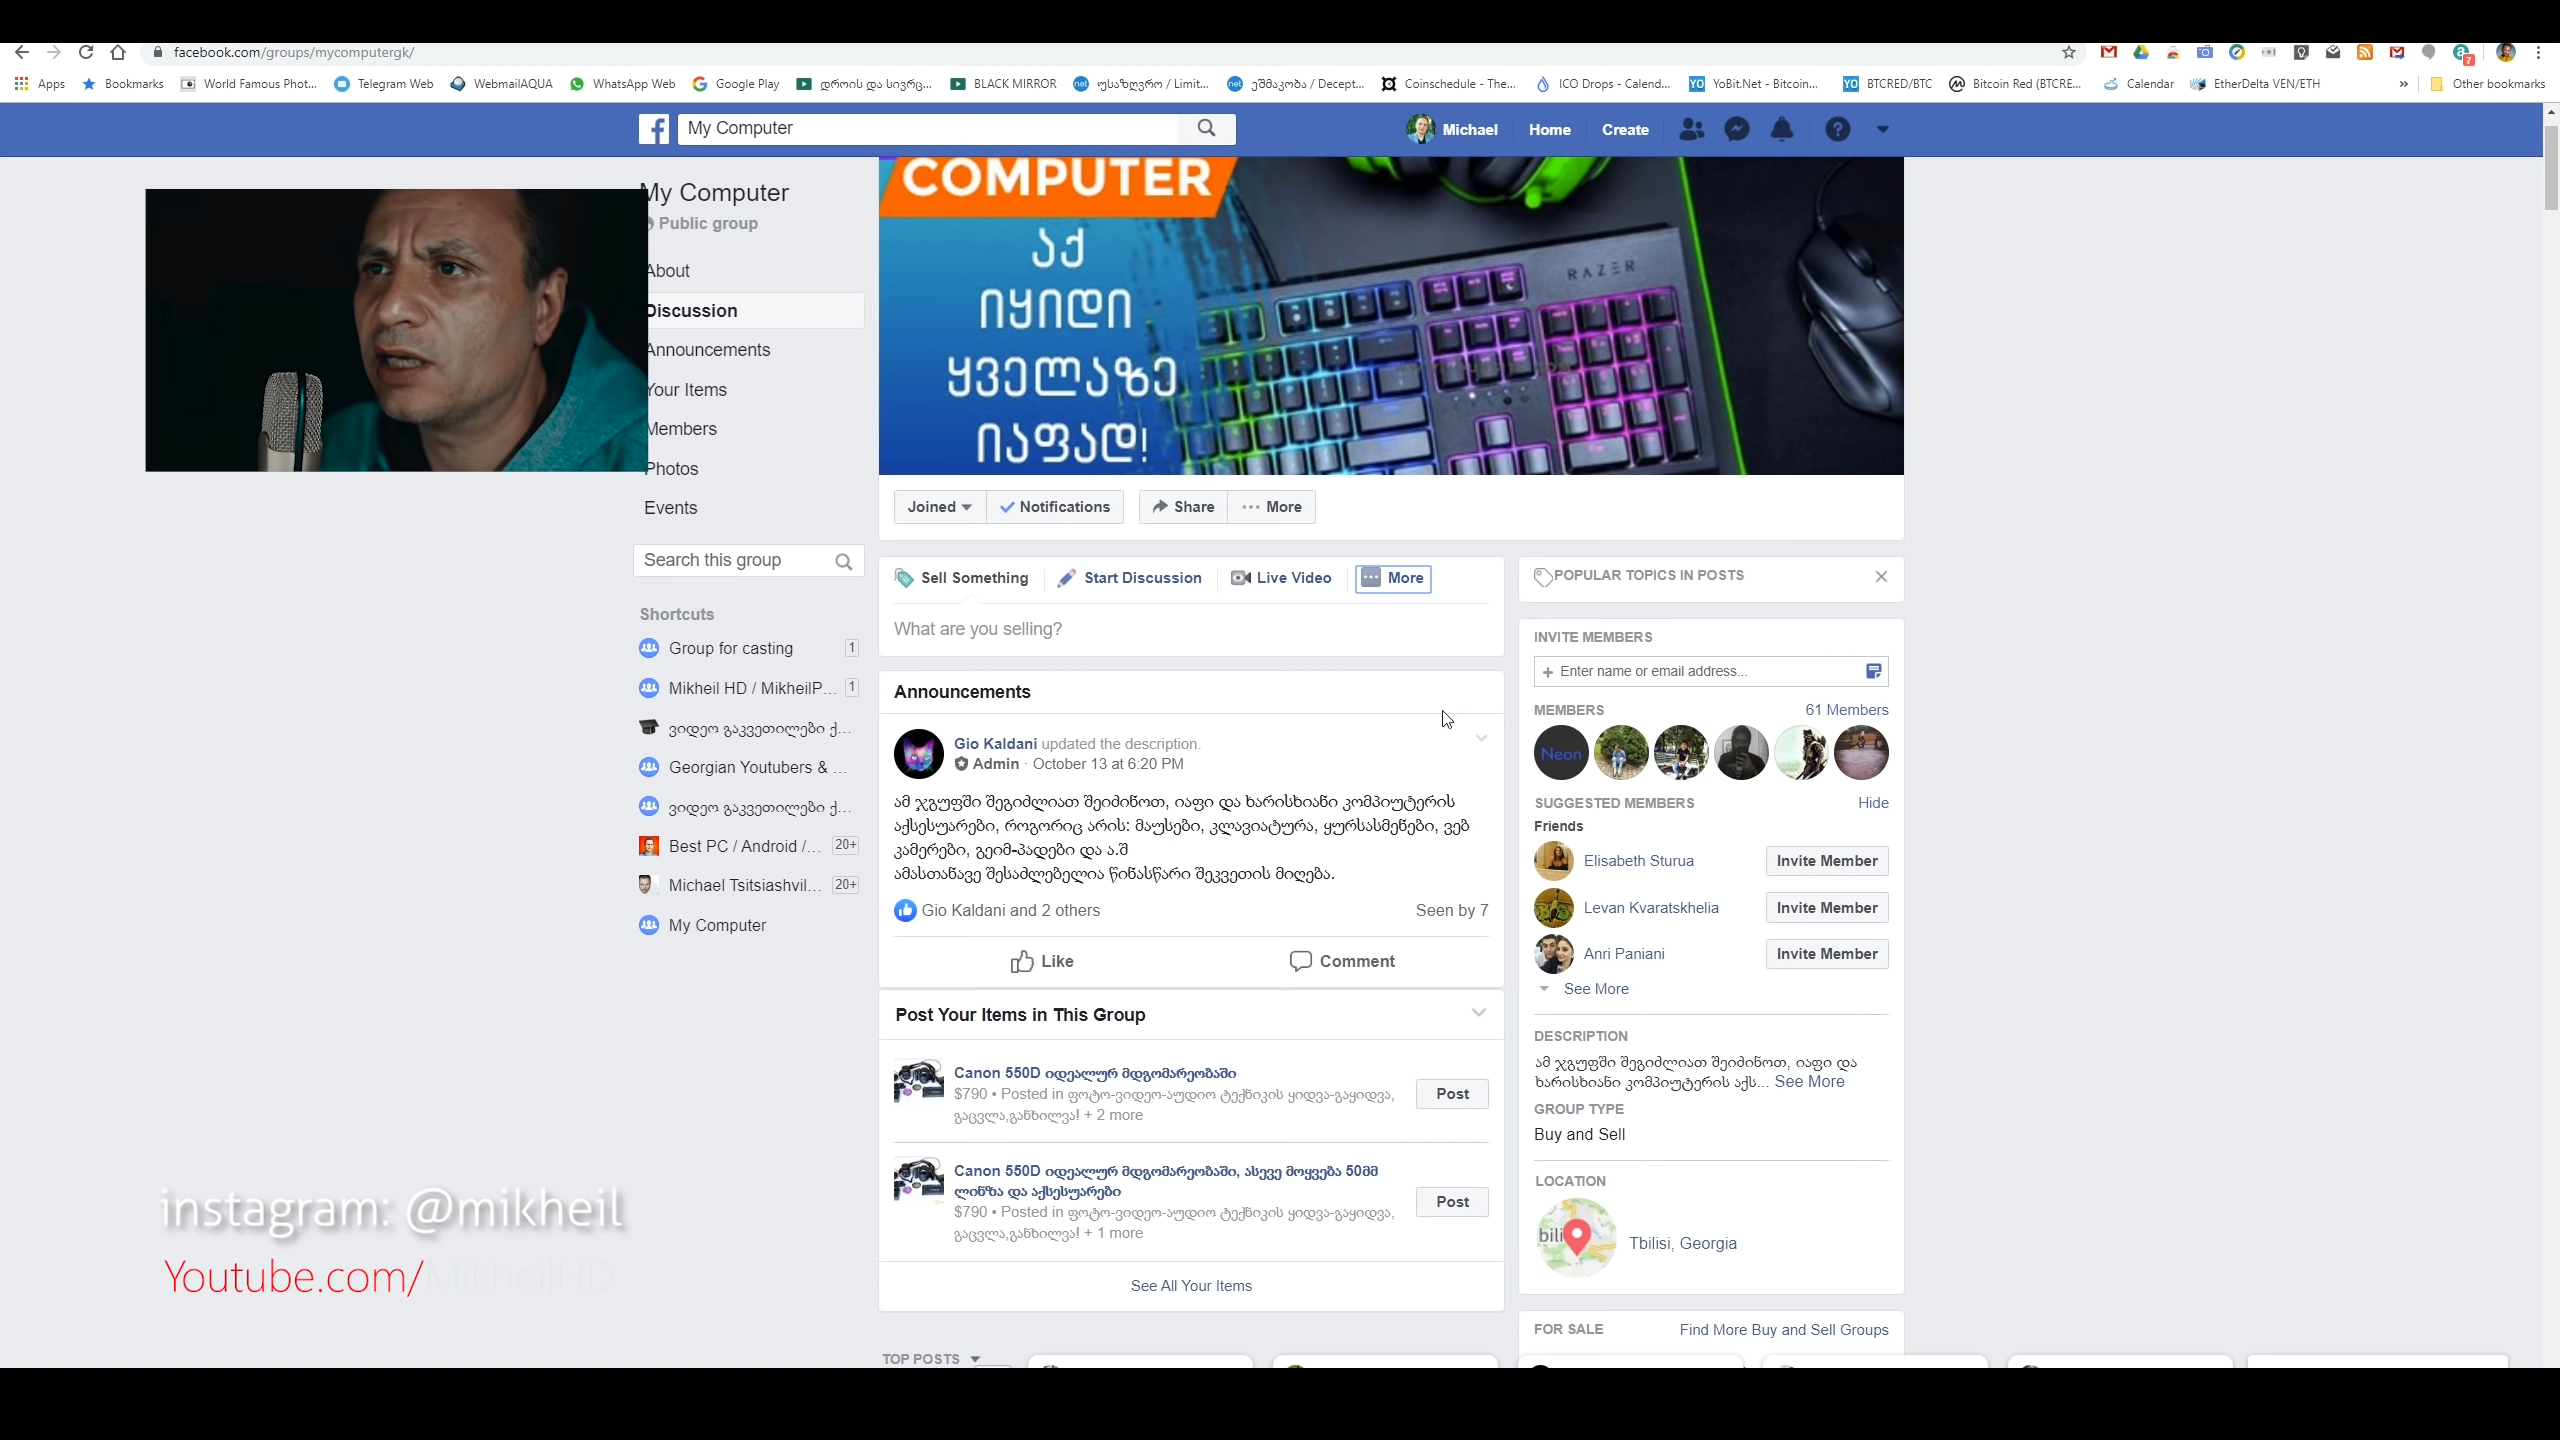 facebook.com/groups/mycomputergk/
7
Apps
Bookmarks
World Famous Phot...
Telegram Web
WebmailAQUA
WhatsApp Web
Google Play
დროის და სივრც...
BLACK MIRROR
უსაზღვრო / Limit...
ეშმაკობა / Decept...
Coinschedule - The...
ICO Drops - Calend...
YoBit.Net - Bitcoin...
BTCRED/BTC
Bitcoin Red (BTCRE...
Calendar
EtherDelta VEN/ETH
»
Other bookmarks
My Computer
Michael
Home
Create
My Computer
Public group
About
Discussion
Announcements
Your Items
Members
Photos
Events
Search this group
Shortcuts
Group for casting 1
Mikheil HD / MikheilP... 1
ვიდეო გაკვეთილები ქ...
Georgian Youtubers & ...
ვიდეო გაკვეთილები ქ...
Best PC / Android /... 20+
Michael Tsitsiashvil... 20+
My Computer
COMPUTER
აქ
იყიდი
ყველაზე
იაფად!
RAZER
Joined
Notifications
Share
More
Sell Something
Start Discussion
Live Video
More
What are you selling?
Announcements
Gio Kaldani updated the description.
Admin · October 13 at 6:20 PM
ამ ჯგუფში შეგიძლიათ შეიძინოთ, იაფი და ხარისხიანი კომპიუტერის
აქსესუარები, როგორიც არის: მაუსები, კლავიატურა, ყურსასმენები, ვებ
კამერები, გეიმ-პადები და ა.შ
ამასთანავე შესაძლებელია წინასწარი შეკვეთის მიღება.
Gio Kaldani and 2 others
Seen by 7
Like
Comment
Post Your Items in This Group
Canon 550D იდეალურ მდგომარეობაში
$790 • Posted in ფოტო-ვიდეო-აუდიო ტექნიკის ყიდვა-გაყიდვა,
გაცვლა,განხილვა! + 2 more
Post
Canon 550D იდეალურ მდგომარეობაში, ასევე მოყვება 50მმ
ლინზა და აქსესუარები
$790 • Posted in ფოტო-ვიდეო-აუდიო ტექნიკის ყიდვა-გაყიდვა,
გაცვლა,განხილვა! + 1 more
Post
See All Your Items
TOP POSTS
POPULAR TOPICS IN POSTS
INVITE MEMBERS
+ Enter name or email address...
MEMBERS
61 Members
Neon
SUGGESTED MEMBERS
Hide
Friends
Elisabeth Sturua
Invite Member
Levan Kvaratskhelia
Invite Member
Anri Paniani
Invite Member
See More
DESCRIPTION
ამ ჯგუფში შეგიძლიათ შეიძინოთ, იაფი და
ხარისხიანი კომპიუტერის აქს... See More
GROUP TYPE
Buy and Sell
LOCATION
bili
Tbilisi, Georgia
FOR SALE
Find More Buy and Sell Groups
instagram: @mikheil
Youtube.com/MikheilHD